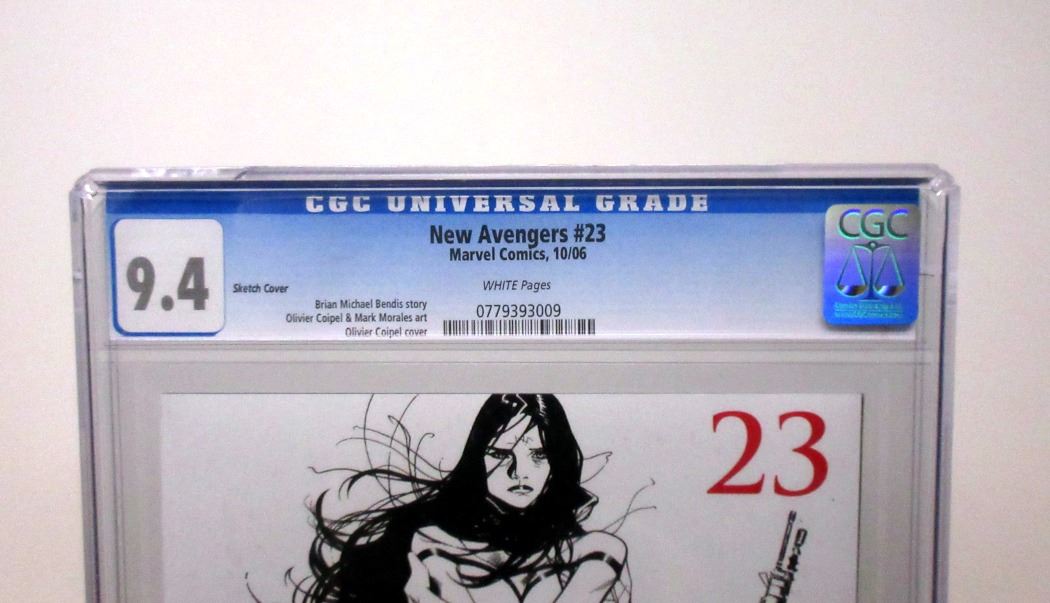 CGC UNIVERSAL GRADE
9.4
New Avengers #23
Marvel Comics, 10/06
Sketch Cover
WHITE Pages
Brian Michael Bendis story
Olivier Coipel & Mark Morales art
Olivier Coipel cover
0779393009
CGC
23